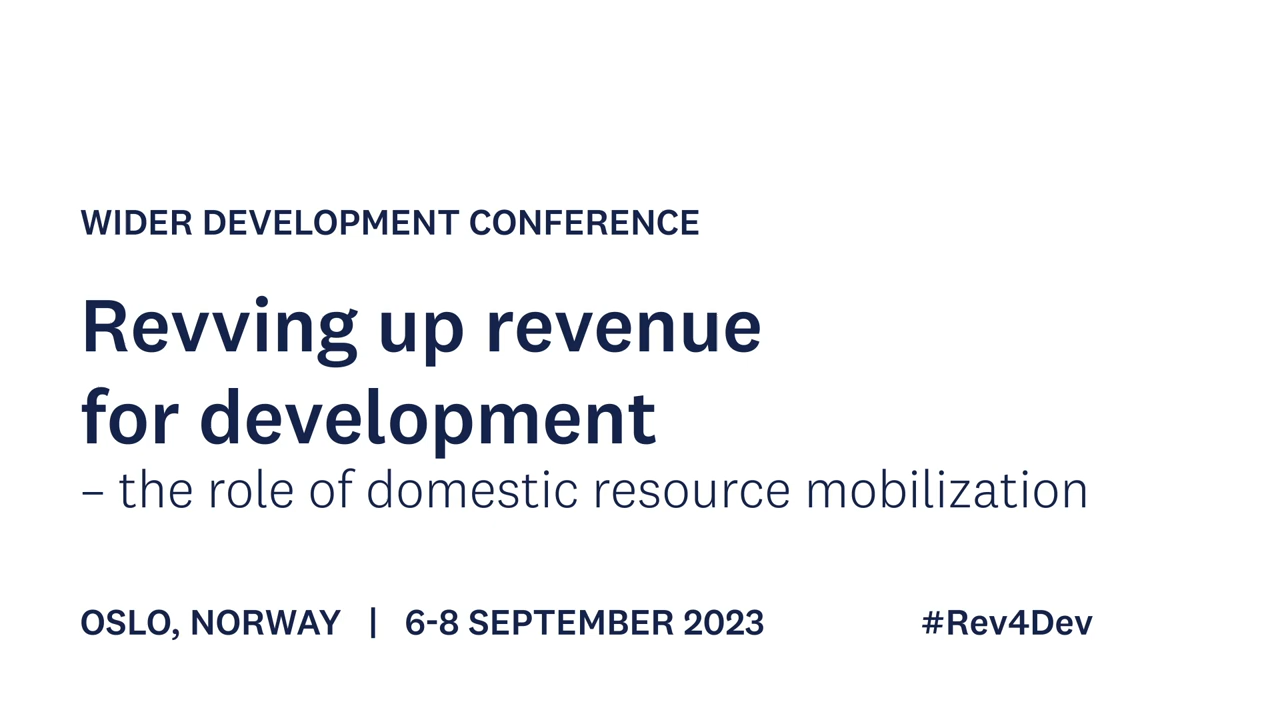 WIDER DEVELOPMENT CONFERENCE
Revving up revenue
for development
– the role of domestic resource mobilization
OSLO, NORWAY | 6-8 SEPTEMBER 2023 #Rev4Dev